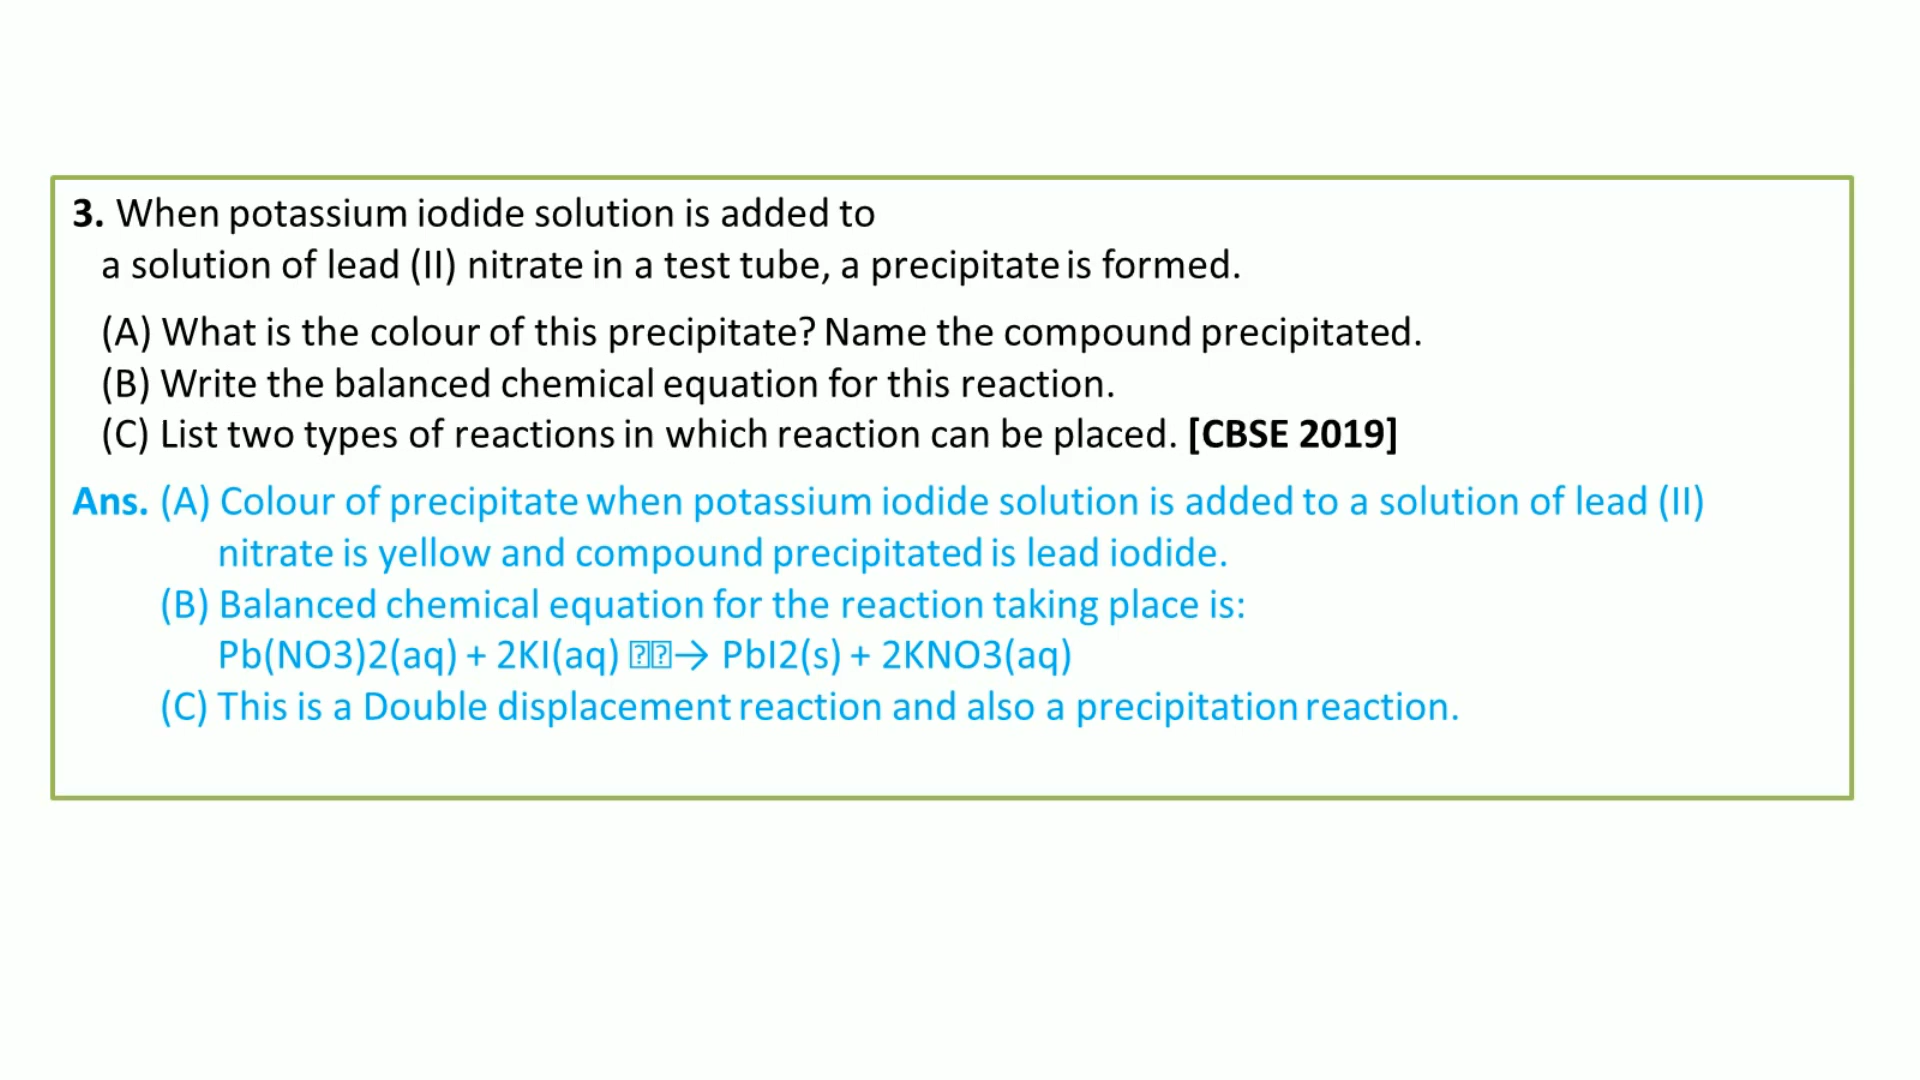 3. When potassium iodide solution is added to
a solution of lead (II) nitrate in a test tube, a precipitate is formed.
(A) What is the colour of this precipitate? Name the compound precipitated.
(B) Write the balanced chemical equation for this reaction.
(C) List two types of reactions in which reaction can be placed. [CBSE 2019]
Ans. (A) Colour of precipitate when potassium iodide solution is added to a solution of lead (II)
nitrate is yellow and compound precipitated is lead iodide.
(B) Balanced chemical equation for the reaction taking place is:
Pb(NO3)2(aq) + 2KI(aq) ⍰⍰→ PbI2(s) + 2KNO3(aq)
(C) This is a Double displacement reaction and also a precipitation reaction.